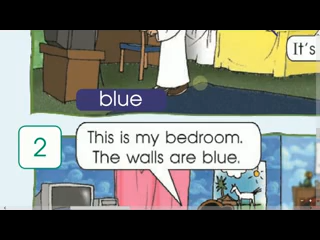 It's
blue
2
This is my bedroom.
The walls are blue.